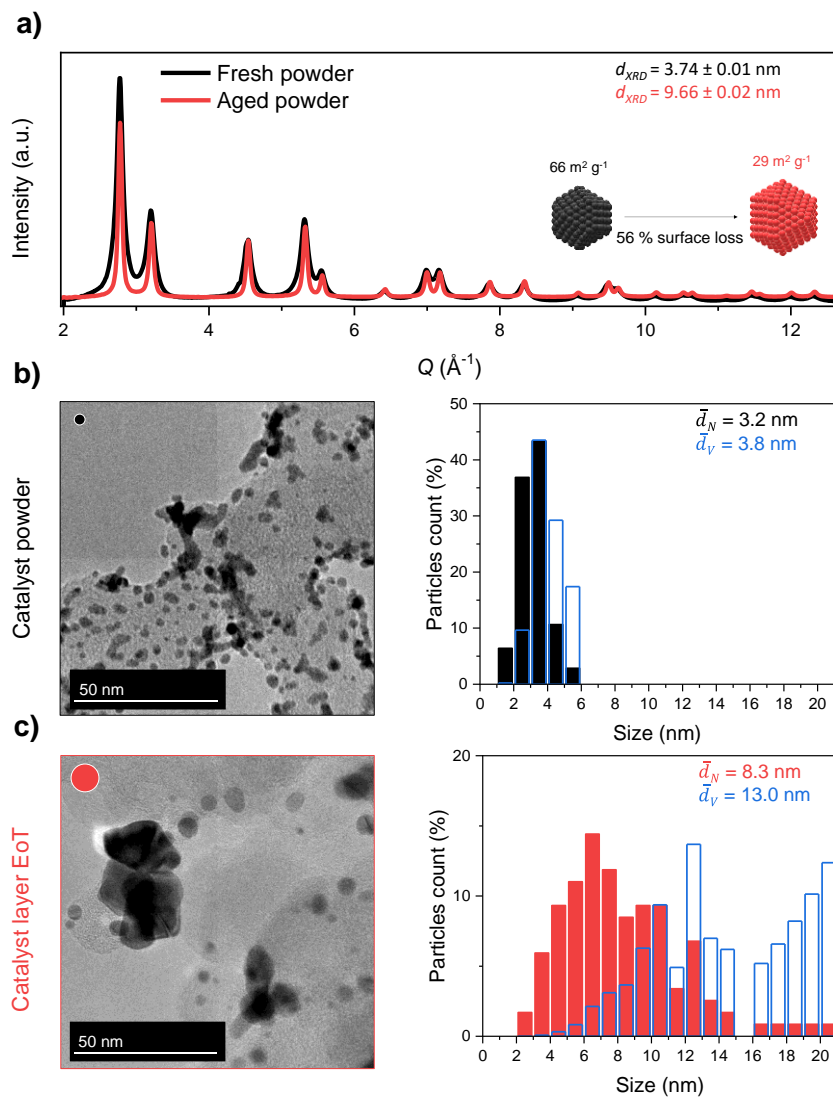 a)
Fresh powder
Aged powder
d_XRD = 3.74 ± 0.01 nm
d_XRD = 9.66 ± 0.02 nm
66 m² g⁻¹
29 m² g⁻¹
56 % surface loss
Intensity (a.u.)
2 4 6 8 10 12
Q (Å⁻¹)
b)
Catalyst powder
50 nm
d̄_N = 3.2 nm
d̄_V = 3.8 nm
Particles count (%)
50
40
30
20
10
0
0 2 4 6 8 10 12 14 16 18 20
Size (nm)
c)
Catalyst layer EoT
50 nm
d̄_N = 8.3 nm
d̄_V = 13.0 nm
Particles count (%)
20
10
0
0 2 4 6 8 10 12 14 16 18 20
Size (nm)